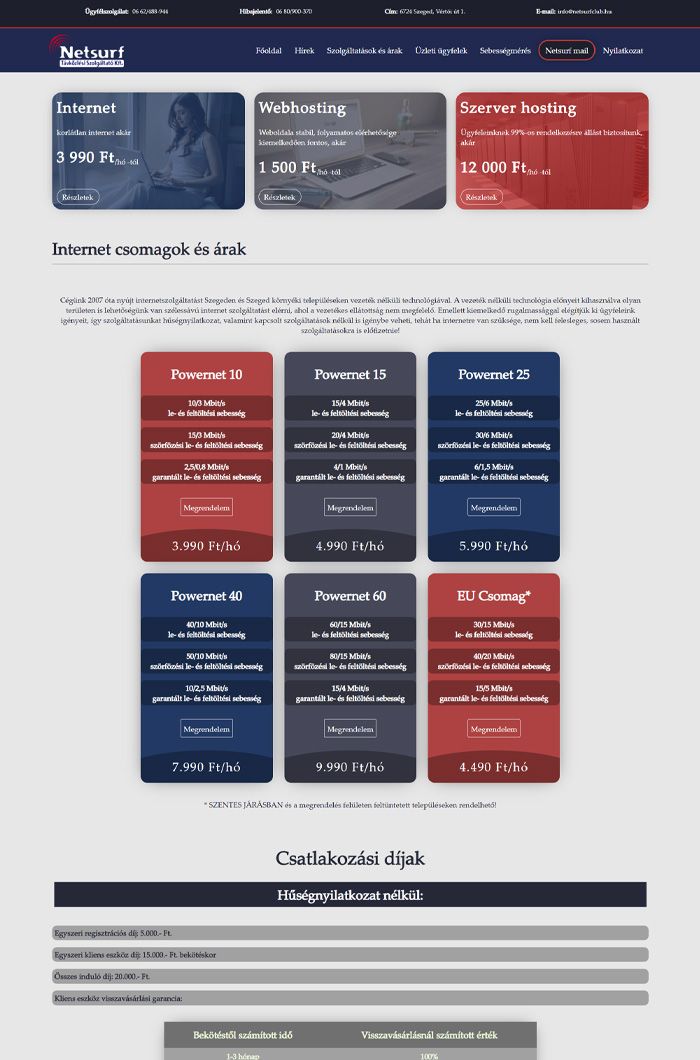 Ügyfélszolgálat: 06 62/488-944
Hibajelentő: 06 80/900-370
Cím: 6724 Szeged, Vértói út 1.
E-mail: info@netsurfclub.hu
Netsurf
Távközlési Szolgáltató Kft.
Főoldal Hírek Szolgáltatások és árak Üzleti ügyfelek Sebességmérés Netsurf mail Nyilatkozat
Internet
korlátlan internet akár
3 990 Ft/hó -tól
Részletek
Webhosting
Weboldala stabil, folyamatos elérhetősége
kiemelkedően fontos, akár
1 500 Ft/hó -tól
Részletek
Szerver hosting
Ügyfeleinknek 99%-os rendelkezésre állást biztosítunk,
akár
12 000 Ft/hó -tól
Részletek
Internet csomagok és árak
Cégünk 2007 óta nyújt internetszolgáltatást Szegeden és Szeged környéki településeken vezeték nélküli technológiával. A vezeték nélküli technológia előnyeit kihasználva olyan
területen is lehetőségünk van szélessávú internet szolgáltatást elérni, ahol a vezetékes ellátottság nem megfelelő. Emellett kiemelkedő rugalmassággal elégítjük ki ügyfeleink
igényeit, így szolgáltatásunkat hűségnyilatkozat, valamint kapcsolt szolgáltatások nélkül is igénybe veheti, tehát ha internetre van szüksége, nem kell felesleges, sosem használt
szolgáltatásokra is előfizetnie!
Powernet 10
10/3 Mbit/s
le- és feltöltési sebesség
15/3 Mbit/s
szörfözési le- és feltöltési sebesség
2,5/0,8 Mbit/s
garantált le- és feltöltési sebesség
Megrendelem
3.990 Ft/hó
Powernet 15
15/4 Mbit/s
le- és feltöltési sebesség
20/4 Mbit/s
szörfözési le- és feltöltési sebesség
4/1 Mbit/s
garantált le- és feltöltési sebesség
Megrendelem
4.990 Ft/hó
Powernet 25
25/6 Mbit/s
le- és feltöltési sebesség
30/6 Mbit/s
szörfözési le- és feltöltési sebesség
6/1,5 Mbit/s
garantált le- és feltöltési sebesség
Megrendelem
5.990 Ft/hó
Powernet 40
40/10 Mbit/s
le- és feltöltési sebesség
50/10 Mbit/s
szörfözési le- és feltöltési sebesség
10/2,5 Mbit/s
garantált le- és feltöltési sebesség
Megrendelem
7.990 Ft/hó
Powernet 60
60/15 Mbit/s
le- és feltöltési sebesség
80/15 Mbit/s
szörfözési le- és feltöltési sebesség
15/4 Mbit/s
garantált le- és feltöltési sebesség
Megrendelem
9.990 Ft/hó
EU Csomag*
30/15 Mbit/s
le- és feltöltési sebesség
40/20 Mbit/s
szörfözési le- és feltöltési sebesség
15/5 Mbit/s
garantált le- és feltöltési sebesség
Megrendelem
4.490 Ft/hó
* SZENTES JÁRÁSBAN és a megrendelés felületen feltüntetett településeken rendelhető!
Csatlakozási díjak
Hűségnyilatkozat nélkül:
Egyszeri regisztrációs díj: 5.000.- Ft.
Egyszeri kliens eszköz díj: 15.000.- Ft. bekötéskor
Összes induló díj: 20.000.- Ft.
Kliens eszköz visszavásárlási garancia:
Bekötéstől számított idő Visszavásárlásnál számított érték
1-3 hónap 100%